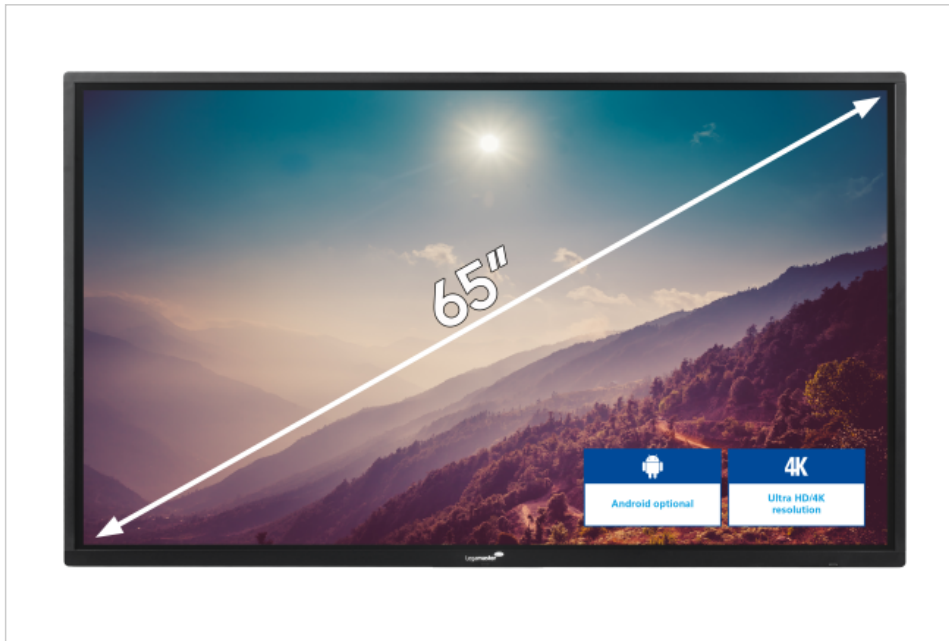 65"
4K
Android optional
Ultra HD/4K
resolution
Legamaster